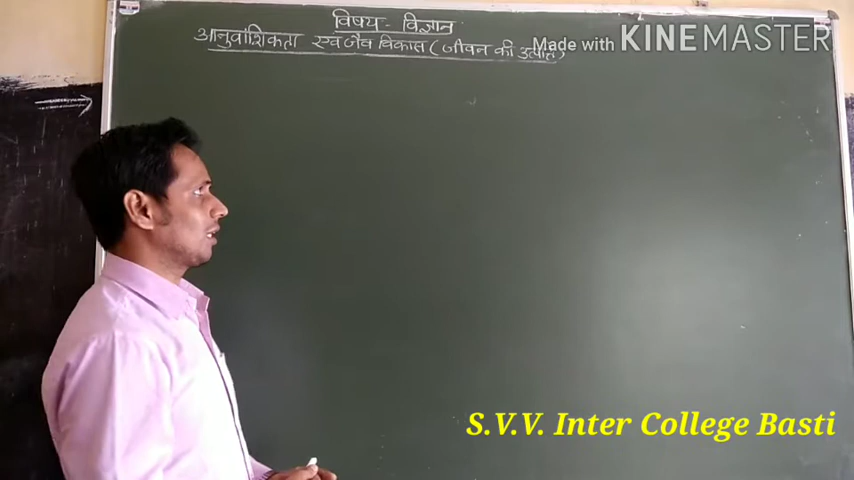 विषय - विज्ञान
आनुवांशिकता एवं जैव विकास ( जीवन की उत्पत्ति )
Made with KINEMASTER
S.V.V. Inter College Basti